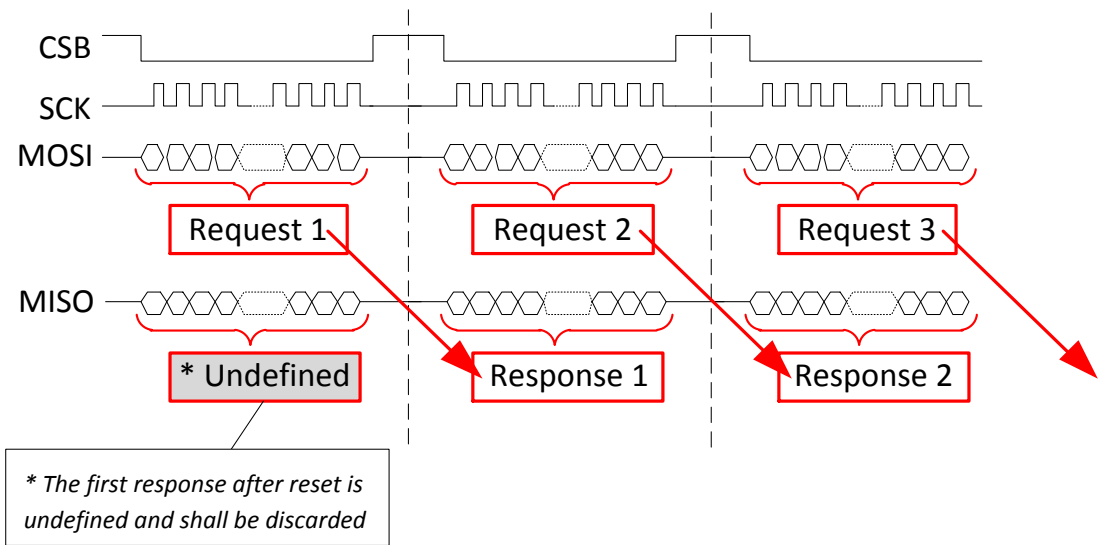 CSB
SCK
MOSI
Request 1
Request 2
Request 3
MISO
* Undefined
Response 1
Response 2
* The first response after reset is
undefined and shall be discarded